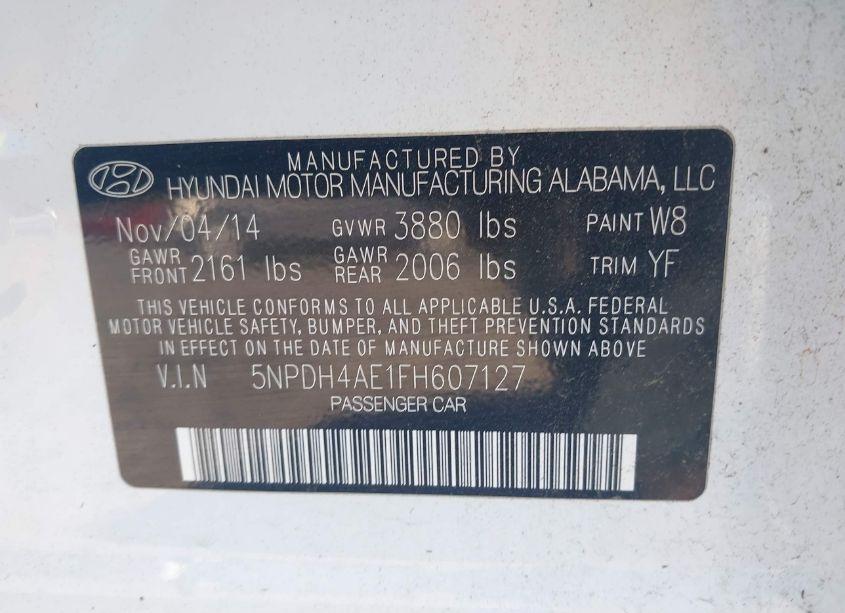 MANUFACTURED BY
HYUNDAI MOTOR MANUFACTURING ALABAMA, LLC
Nov/04/14 GVWR 3880 lbs PAINT W8
GAWR FRONT 2161 lbs GAWR REAR 2006 lbs TRIM YF
THIS VEHICLE CONFORMS TO ALL APPLICABLE U.S.A. FEDERAL
MOTOR VEHICLE SAFETY, BUMPER, AND THEFT PREVENTION STANDARDS
IN EFFECT ON THE DATE OF MANUFACTURE SHOWN ABOVE
V.I.N 5NPDH4AE1FH607127
PASSENGER CAR